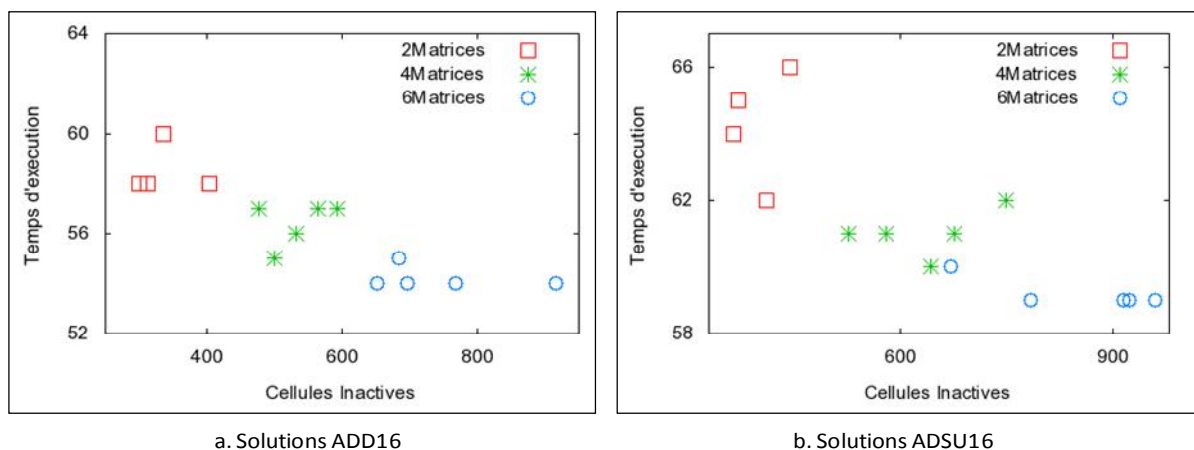 64
60
56
52
Temps d'execution
400
600
800
Cellules Inactives
2Matrices
4Matrices
6Matrices
a. Solutions ADD16
66
62
58
Temps d'execution
600
900
Cellules Inactives
2Matrices
4Matrices
6Matrices
b. Solutions ADSU16